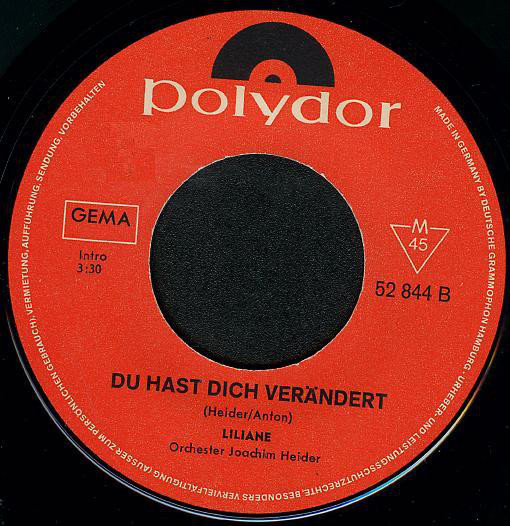 polydor
GEMA
Intro
3:30
M
45
52 844 B
DU HAST DICH VERÄNDERT
(Heider/Anton)
LILIANE
Orchester Joachim Heider
MADE IN GERMANY BY DEUTSCHE GRAMMOPHON HAMBURG · URHEBER- UND LEISTUNGSSCHUTZRECHTE, BESONDERS VERVIELFÄLTIGUNG (AUSSER ZUM PERSÖNLICHEN GEBRAUCH), VERMIETUNG, AUFFÜHRUNG, SENDUNG, VORBEHALTEN